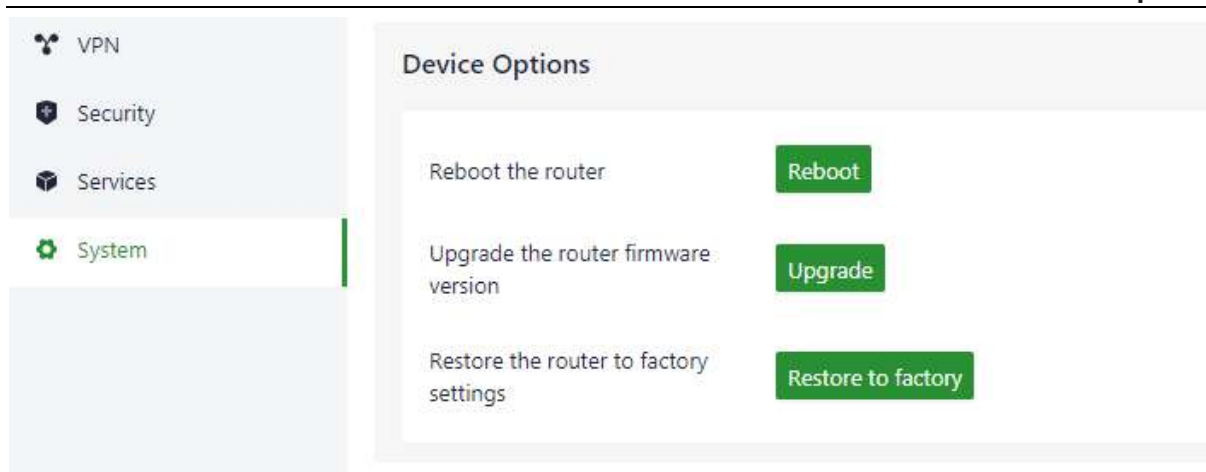 VPN
Security
Services
System
Device Options
Reboot the router
Reboot
Upgrade the router firmware
version
Upgrade
Restore the router to factory
settings
Restore to factory